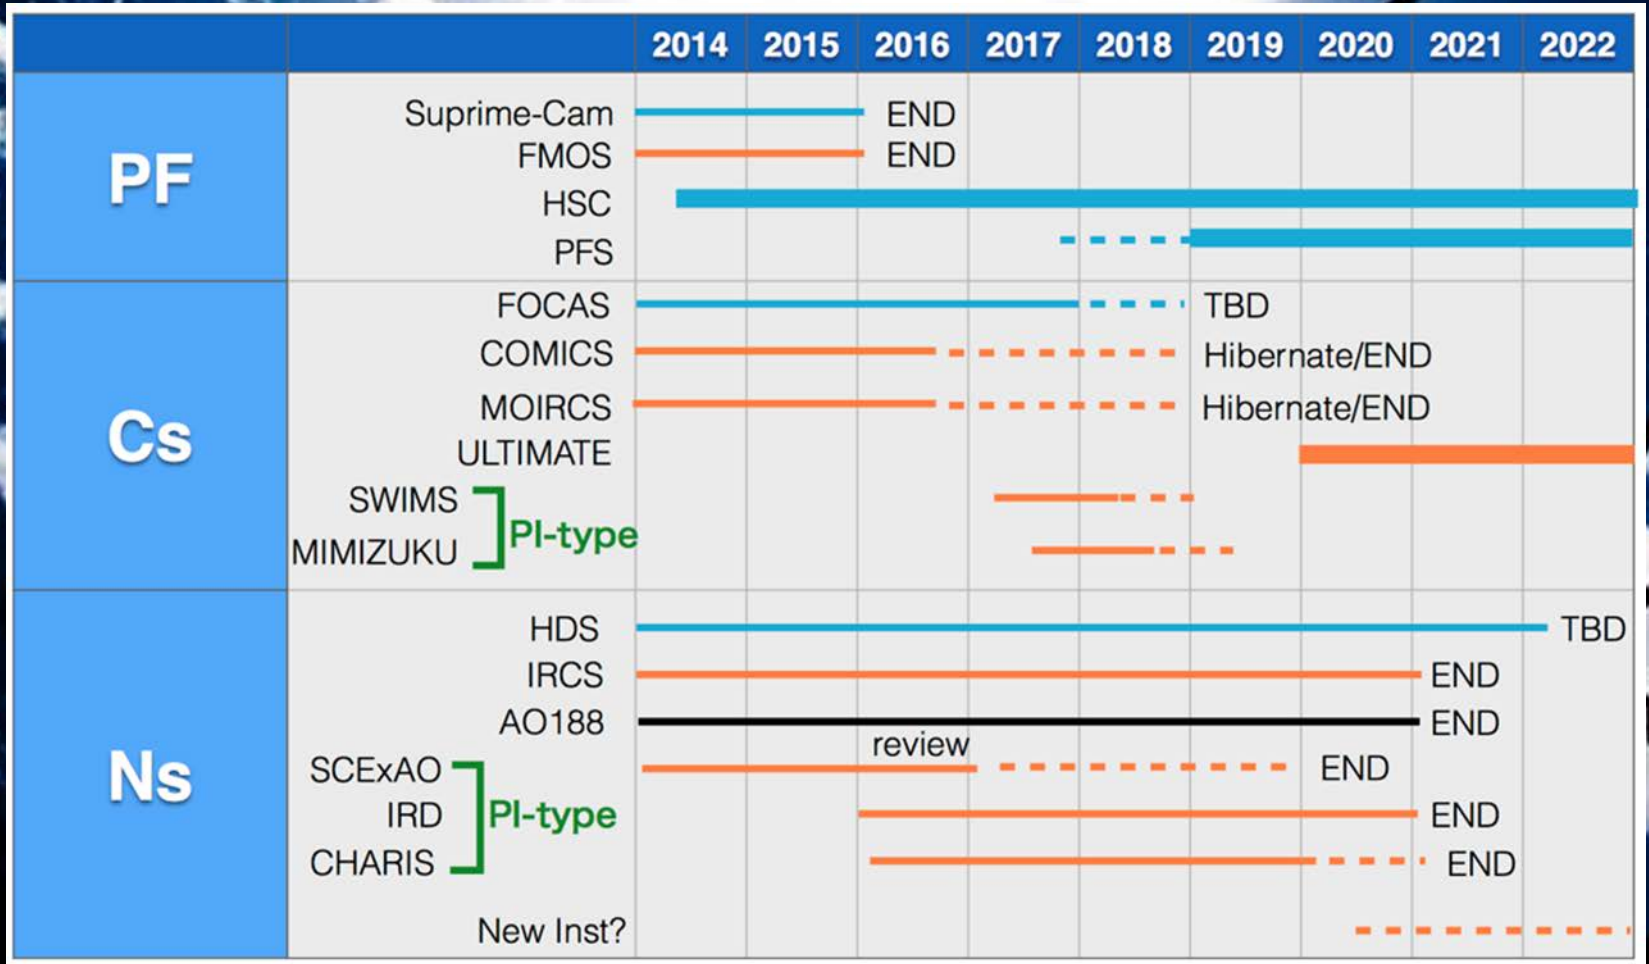 2014 2015 2016 2017 2018 2019 2020 2021 2022
PF
Suprime-Cam END
FMOS END
HSC
PFS
Cs
FOCAS TBD
COMICS Hibernate/END
MOIRCS Hibernate/END
ULTIMATE
SWIMS
PI-type
MIMIZUKU
Ns
HDS TBD
IRCS END
AO188 END
review
SCExAO END
IRD PI-type END
CHARIS END
New Inst?